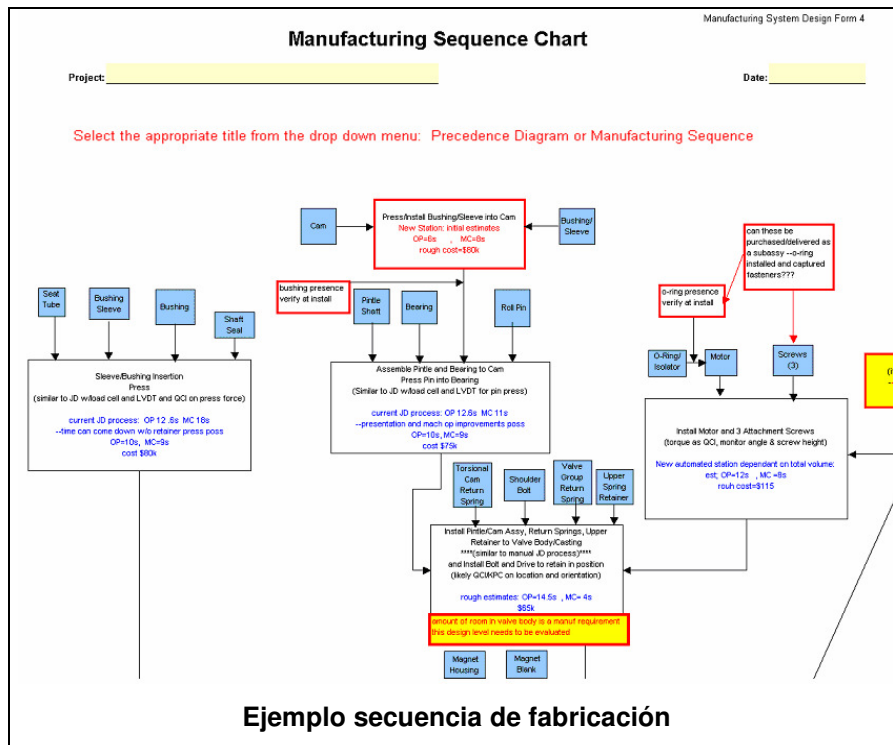 Manufacturing System Design Form 4
Manufacturing Sequence Chart
Project:
Date:
Select the appropriate title from the drop down menu: Precedence Diagram or Manufacturing Sequence
Cam
Press/Install Bushing/Sleeve into Cam
New Station: initial estimates
OP=6s , MC=8s
rough cost=$80k
Bushing/
Sleeve
can these be
purchased/delivered as
a subassy --o-ring
installed and captured
fasteners???
bushing presence
verify at install
o-ring presence
verify at install
Seat
Tube
Bushing
Sleeve
Bushing
Shaft
Seal
Pintle
Shaft
Bearing
Roll Pin
O-Ring/
Isolator
Motor
Screws
(3)
Sleeve/Bushing Insertion
Press
(similar to JD w/load cell and LVDT and QCI on press force)
current JD process: OP 12 .6s MC 16s
--time can come down w/o retainer press poss
OP=10s, MC=9s
cost $80k
Assemble Pintle and Bearing to Cam
Press Pin into Bearing
(Similar to JD w/load cell and LVDT for pin press)
current JD process: OP 12.6s MC 11s
--presentation and mach op improvements poss
OP=10s, MC=9s
cost $75k
(i
--
Install Motor and 3 Attachment Screws
(torque as QCI, monitor angle & screw height)
New automated station dependant on total volume:
est; OP=12s , MC =8s
rouh cost=$115
Torsional
Cam
Return
Spring
Shoulder
Bolt
Valve
Group
Return
Spring
Upper
Spring
Retainer
Install Pintle/Cam Assy, Return Springs, Upper
Retainer to Valve Body/Casting
****(similar to manual JD process)****
and Install Bolt and Drive to retain in position
(likely QCI/KPC on location and orientation)
rough estimates: OP=14.5s , MC= 4s
$65k
amount of room in valve body is a manuf requirement
this design level needs to be evaluated
Magnet
Housing
Magnet
Blank
Ejemplo secuencia de fabricación